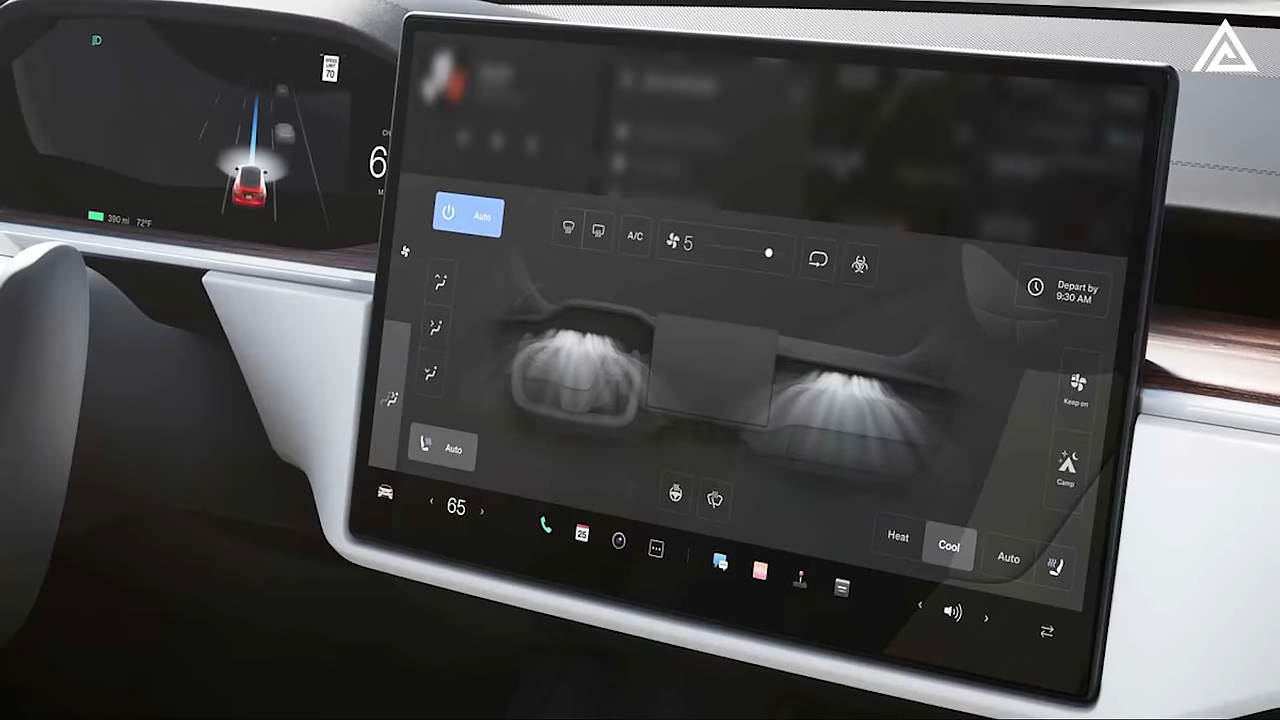 SPEED
LIMIT
70
6
390 mi 72°F
Auto
A/C
5
Depart by
9:30 AM
Keep on
Camp
Auto
65
25
Heat
Cool
Auto